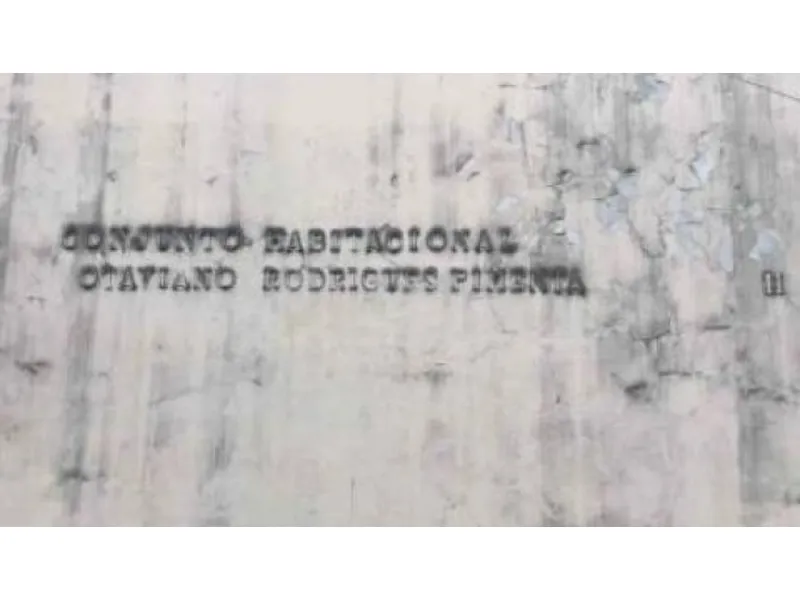 CONJUNTO HABITACIONAL
OTAVIANO RODRIGUES PIMENTA